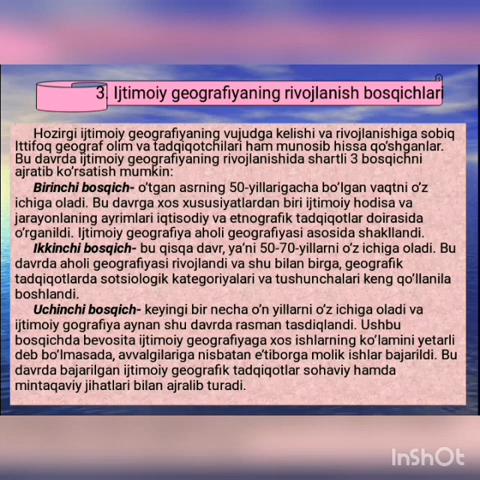 3. Ijtimoiy geografiyaning rivojlanish bosqichlari
Hozirgi ijtimoiy geografiyaning vujudga kelishi va rivojlanishiga sobiq
Ittifoq geograf olim va tadqiqotchilari ham munosib hissa qo'shganlar.
Bu davrda ijtimoiy geografiyaning rivojlanishida shartli 3 bosqichni
ajratib ko'rsatish mumkin:
Birinchi bosqich- o'tgan asrning 50-yillarigacha bo'lgan vaqtni o'z
ichiga oladi. Bu davrga xos xususiyatlardan biri ijtimoiy hodisa va
jarayonlaning ayrimlari iqtisodiy va etnografik tadqiqotlar doirasida
o'rganildi. Ijtimoiy geografiya aholi geografiyasi asosida shakllandi.
Ikkinchi bosqich- bu qisqa davr, ya'ni 50-70-yillarni o'z ichiga oladi. Bu
davrda aholi geografiyasi rivojlandi va shu bilan birga, geografik
tadqiqotlarda sotsiologik kategoriyalari va tushunchalari keng qo'llanila
boshlandi.
Uchinchi bosqich- keyingi bir necha o'n yillarni o'z ichiga oladi va
ijtimoiy gografiya aynan shu davrda rasman tasdiqlandi. Ushbu
bosqichda bevosita ijtimoiy geografiyaga xos ishlarning ko'lamini yetarli
deb bo'lmasada, avvalgilariga nisbatan e'tiborga molik ishlar bajarildi. Bu
davrda bajarilgan ijtimoiy geografik tadqiqotlar sohaviy hamda
mintaqaviy jihatlari bilan ajralib turadi.
InShOt